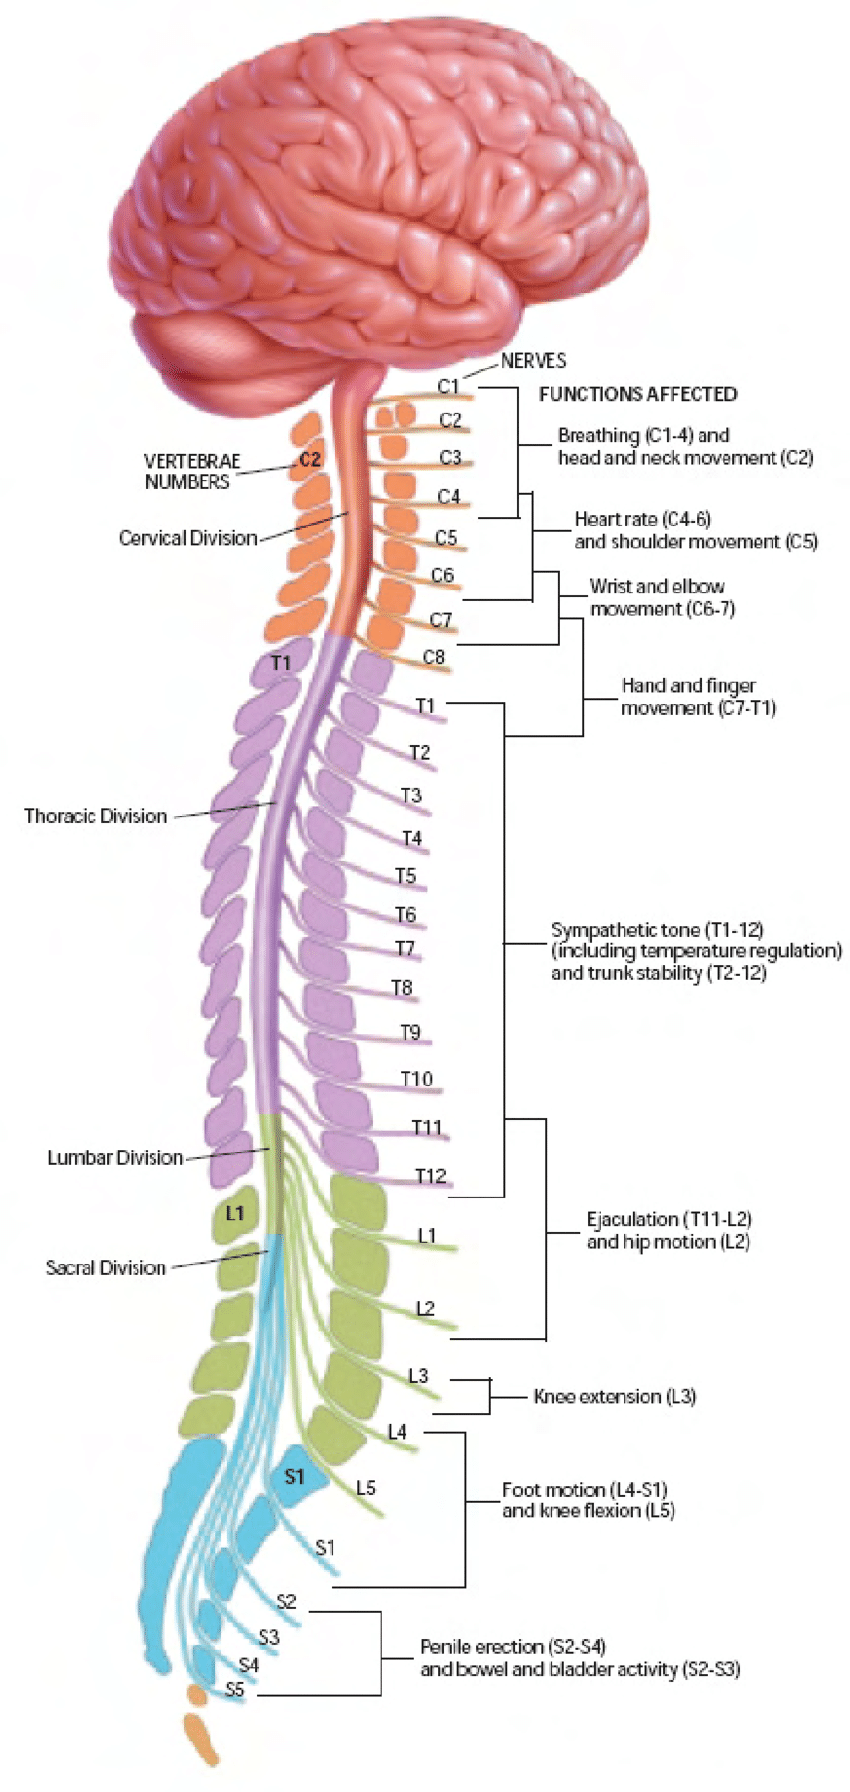 NERVES
C1
FUNCTIONS AFFECTED
C2
Breathing (C1-4) and
head and neck movement (C2)
VERTEBRAE
NUMBERS
C2
C3
C4
Heart rate (C4-6)
and shoulder movement (C5)
Cervical Division
C5
C6
Wrist and elbow
movement (C6-7)
C7
C8
T1
Hand and finger
movement (C7-T1)
T1
T2
T3
Thoracic Division
T4
T5
T6
Sympathetic tone (T1-12)
(including temperature regulation)
and trunk stability (T2-12)
T7
T8
T9
T10
T11
Lumbar Division
T12
L1
Ejaculation (T11-L2)
and hip motion (L2)
L1
Sacral Division
L2
L3
Knee extension (L3)
L4
S1
L5
Foot motion (L4-S1)
and knee flexion (L5)
S1
S2
S3
Penile erection (S2-S4)
and bowel and bladder activity (S2-S3)
S4
S5